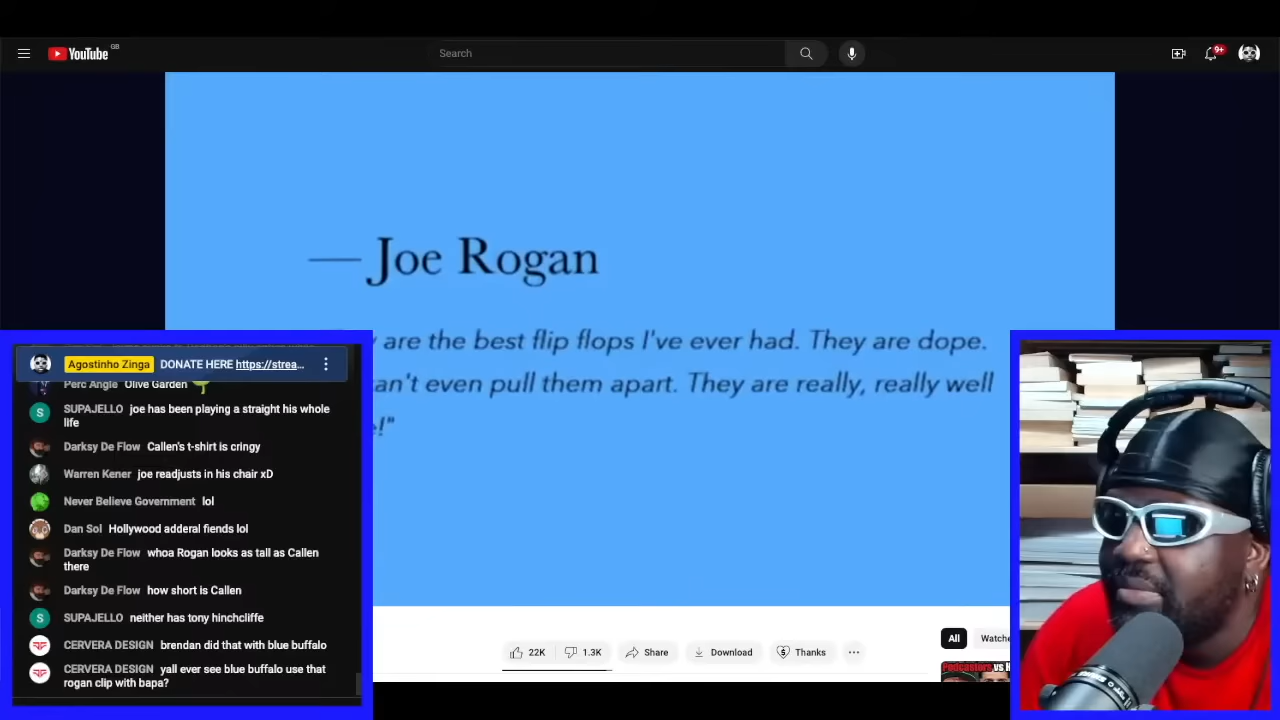 YouTube GB
Search
9+
— Joe Rogan
are the best flip flops I've ever had. They are dope.
can't even pull them apart. They are really, really well
e!"
Agostinho Zinga DONATE HERE https://strea...
Perc Angle Olive Garden
SUPAJELLO joe has been playing a straight his whole
life
Darksy De Flow Callen's t-shirt is cringy
Warren Kener joe readjusts in his chair xD
Never Believe Government lol
Dan Sol Hollywood adderal fiends lol
Darksy De Flow whoa Rogan looks as tall as Callen
there
Darksy De Flow how short is Callen
SUPAJELLO neither has tony hinchcliffe
CERVERA DESIGN brendan did that with blue buffalo
CERVERA DESIGN yall ever see blue buffalo use that
rogan clip with bapa?
22K 1.3K Share Download Thanks
All Watche
Podcasters vs H